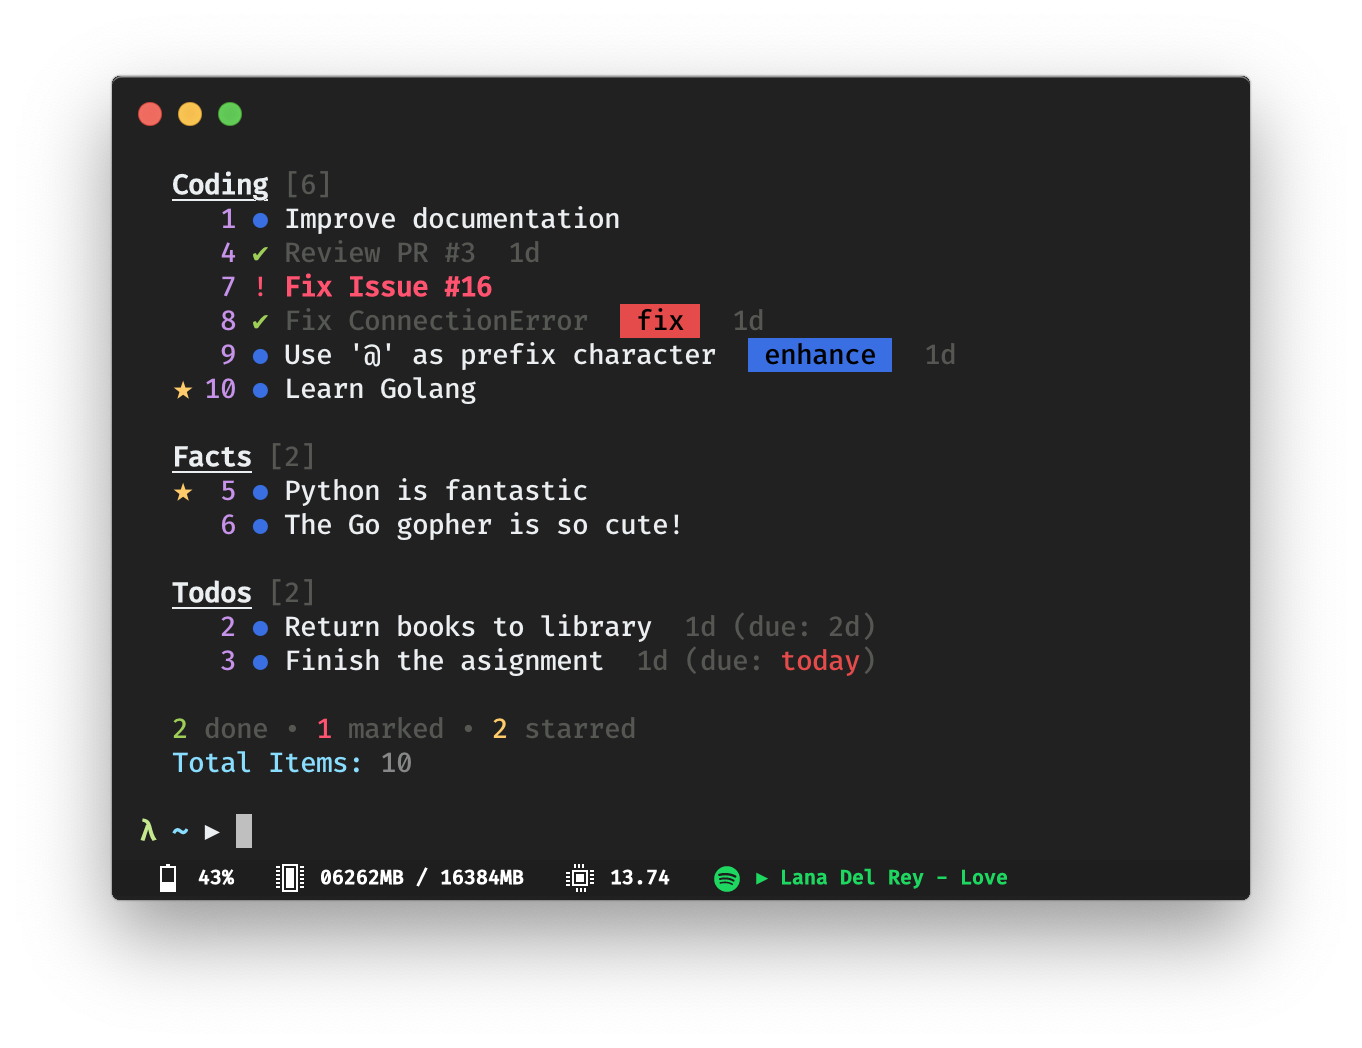 Coding [6]
1 ● Improve documentation
4 ✔ Review PR #3 1d
7 ! Fix Issue #16
8 ✔ Fix ConnectionError fix 1d
9 ● Use '@' as prefix character enhance 1d
★ 10 ● Learn Golang
Facts [2]
★ 5 ● Python is fantastic
6 ● The Go gopher is so cute!
Todos [2]
2 ● Return books to library 1d (due: 2d)
3 ● Finish the asignment 1d (due: today)
2 done • 1 marked • 2 starred
Total Items: 10
λ ~ ▶
43% 06262MB / 16384MB 13.74 ▶ Lana Del Rey - Love